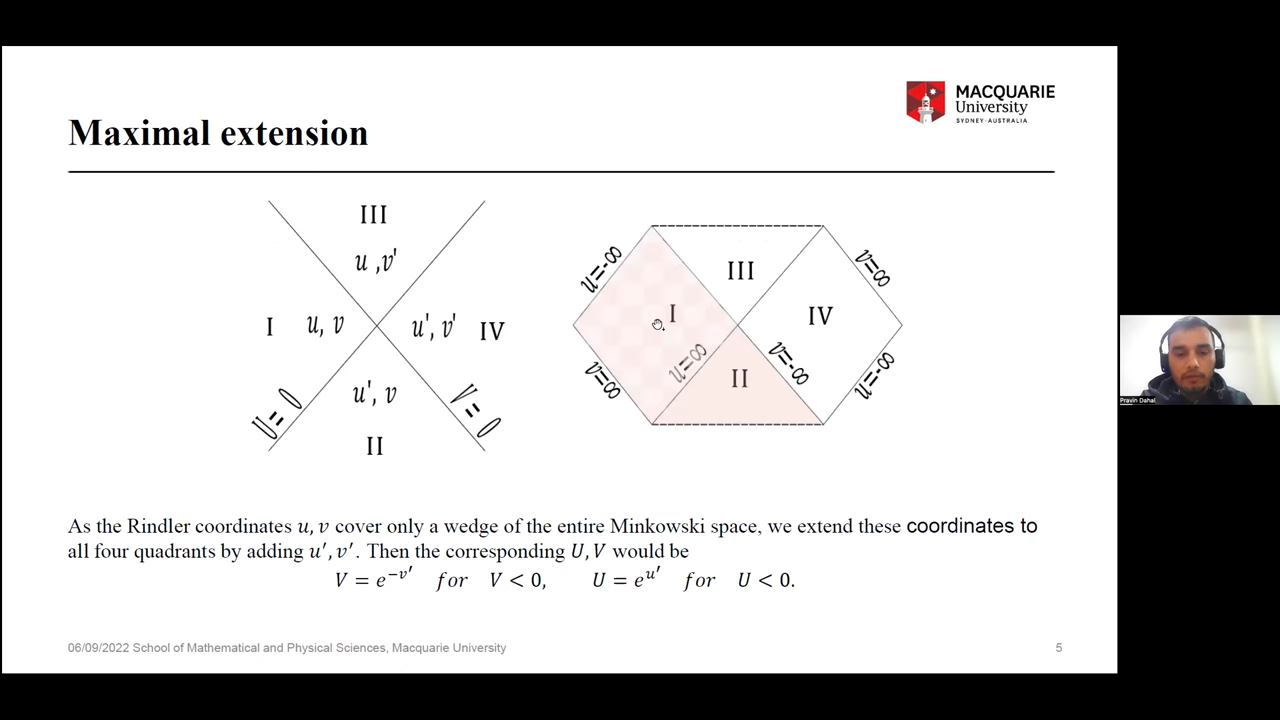 MACQUARIE
University
SYDNEY·AUSTRALIA
Maximal extension
III
u ,v'
I u, v
u', v' IV
u', v
II
U= 0
V = 0
u=-∞
v=∞
I
u=∞
III
II
v=-∞
IV
v=∞
u=-∞
As the Rindler coordinates u, v cover only a wedge of the entire Minkowski space, we extend these coordinates to
all four quadrants by adding u', v'. Then the corresponding U, V would be
V = e^{-v'} for V < 0, U = e^{u'} for U < 0.
06/09/2022 School of Mathematical and Physical Sciences, Macquarie University
5
Pravin Dahal